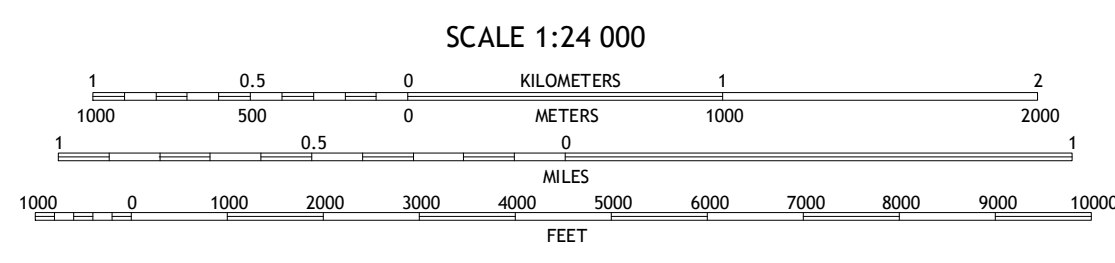 SCALE 1:24 000
1 0.5 0 KILOMETERS 1 2
1000 500 0 METERS 1000 2000
1 0.5 0 1
MILES
1000 0 1000 2000 3000 4000 5000 6000 7000 8000 9000 10000
FEET